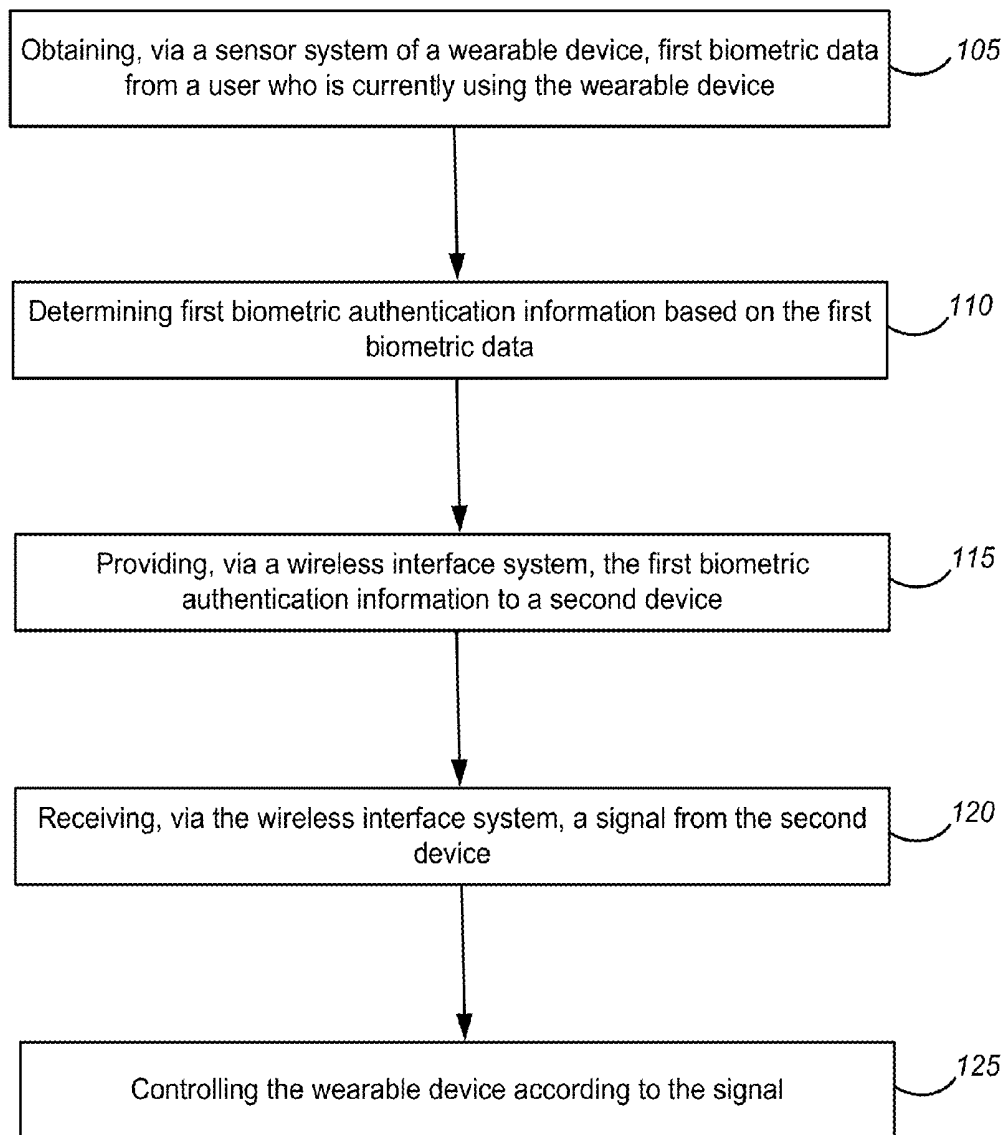 Obtaining, via a sensor system of a wearable device, first biometric data
from a user who is currently using the wearable device
105
Determining first biometric authentication information based on the first
biometric data
110
Providing, via a wireless interface system, the first biometric
authentication information to a second device
115
Receiving, via the wireless interface system, a signal from the second
device
120
Controlling the wearable device according to the signal
125